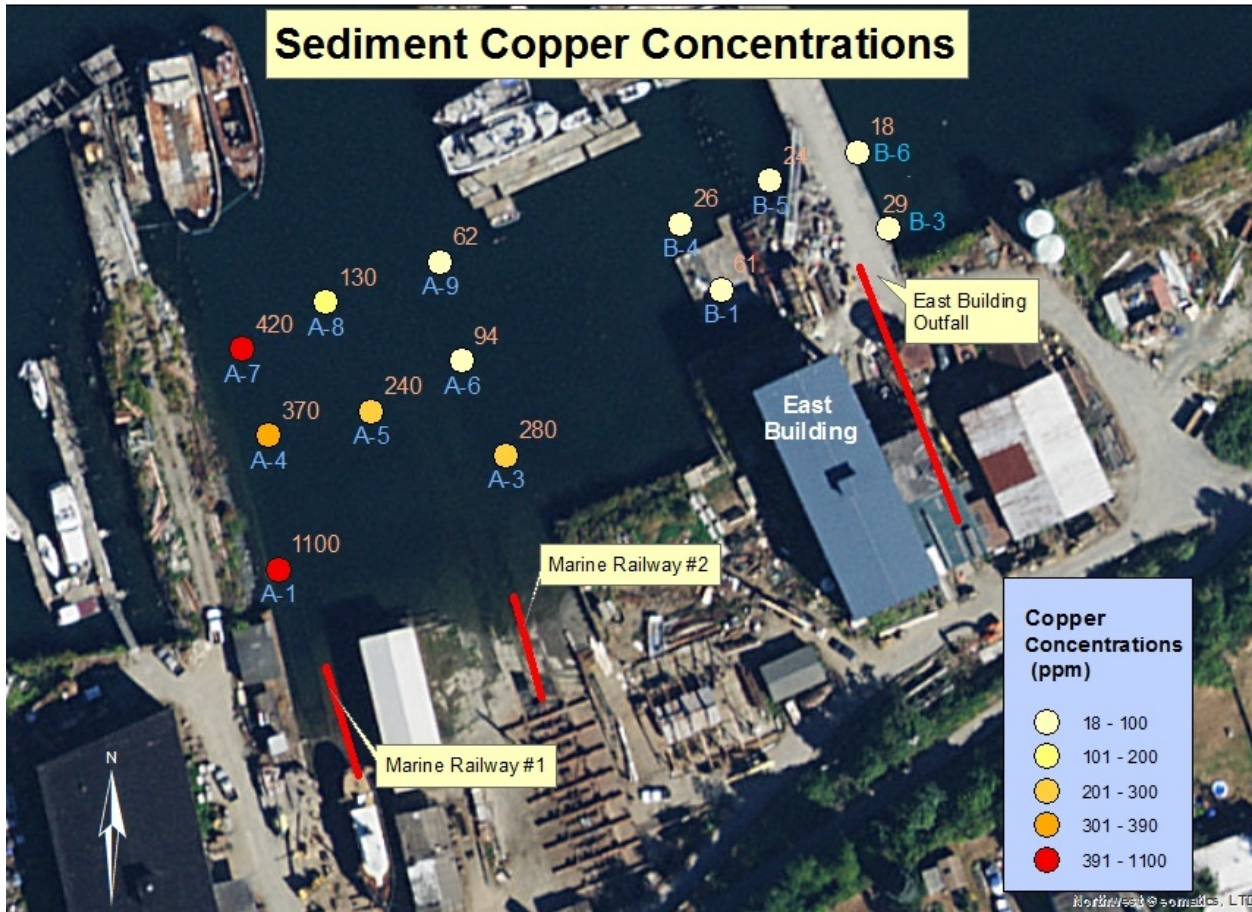 Sediment Copper Concentrations
18
B-6
24
B-5
29
B-3
26
B-4
62
A-9
61
B-1
130
A-8
East Building
Outfall
420
A-7
94
A-6
240
A-5
370
A-4
East
Building
280
A-3
1100
A-1
Marine Railway #2
Marine Railway #1
N
Copper
Concentrations
(ppm)
18 - 100
101 - 200
201 - 300
301 - 390
391 - 1100
Northwest Geomatics, LTD